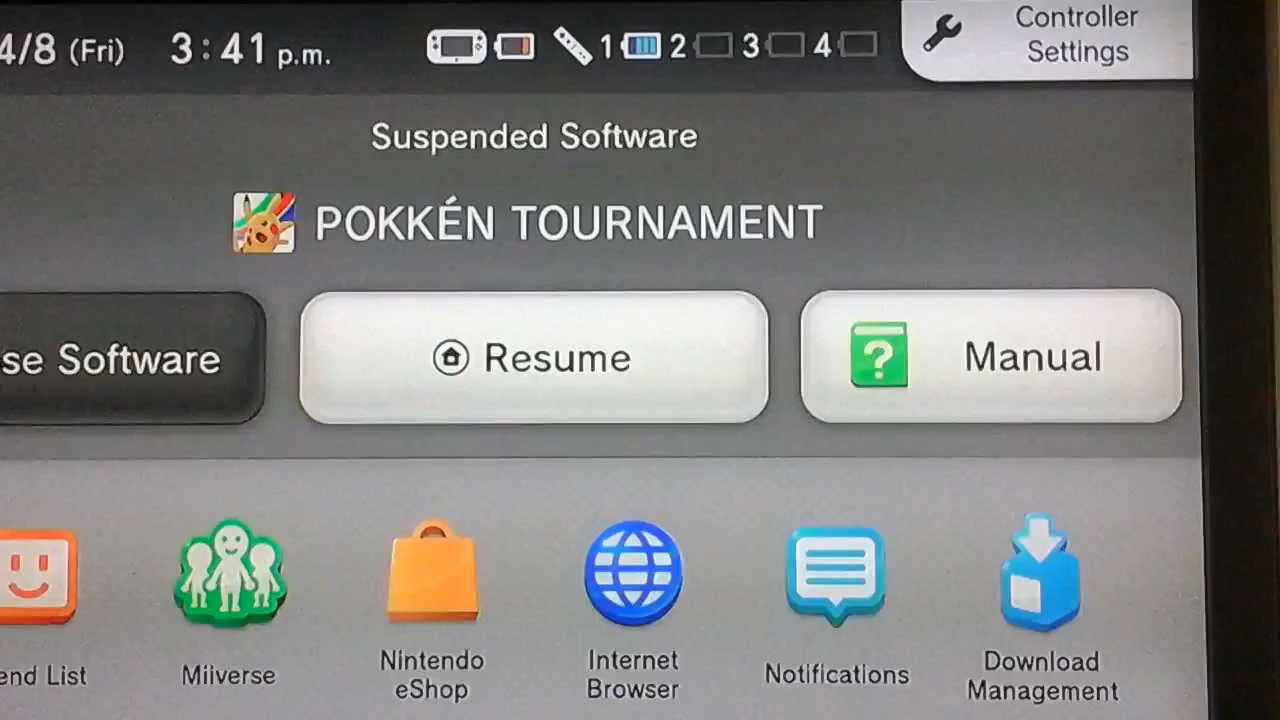 4/8 (Fri) 3:41 p.m. 1 2 3 4
Controller
Settings
Suspended Software
POKKÉN TOURNAMENT
se Software
Resume
? Manual
end List
Miiverse
Nintendo
eShop
Internet
Browser
Notifications
Download
Management